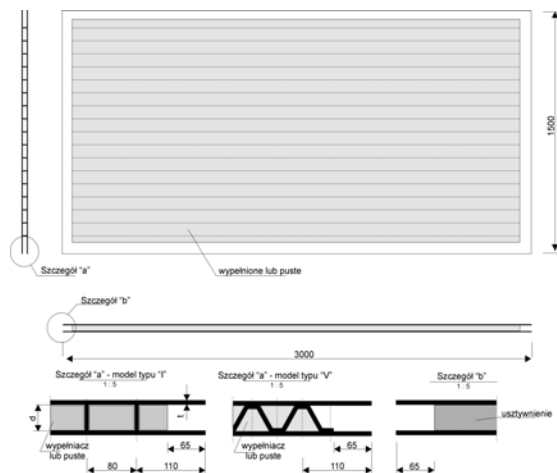 1500
Szczegół "a"
wypełnione lub puste
Szczegół "b"
3000
Szczegół "a" - model typu "I"
1 : 5
Szczegół "a" - model typu "V"
1 : 5
Szczegół "b"
1 : 5
d
t
usztywnienie
wypełniacz
lub puste
65
wypełniacz
lub puste
65
65
80
110
110